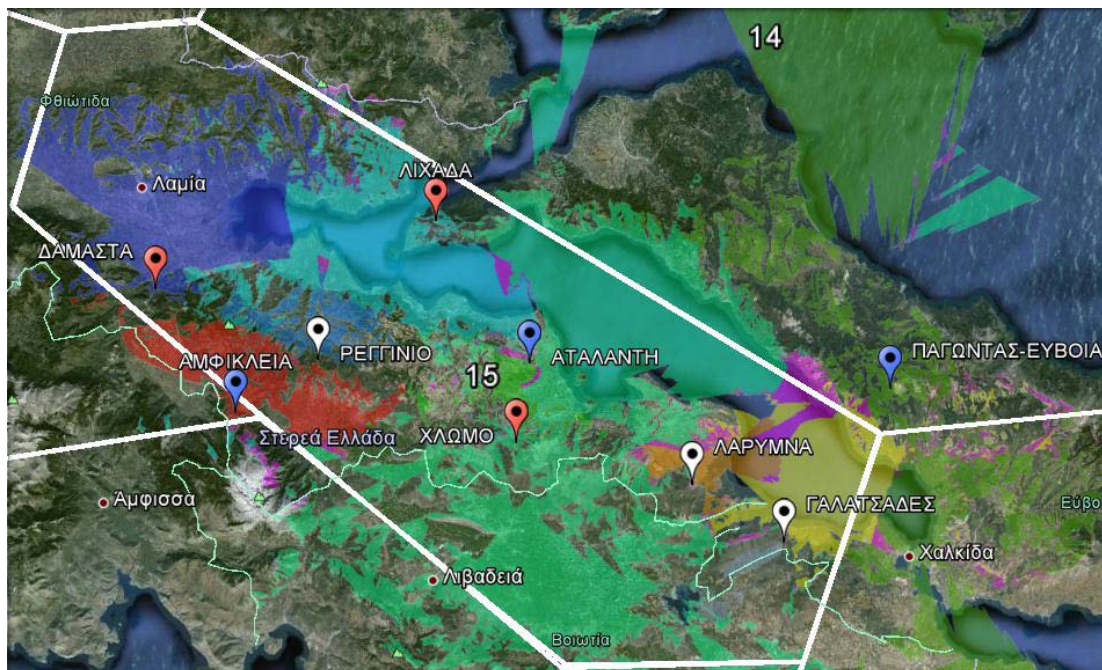 14
Φθιώτιδα
Λαμία
ΛΙΧΑΔΑ
ΔΑΜΑΣΤΑ
ΡΕΓΓΙΝΙΟ
ΑΤΑΛΑΝΤΗ
ΠΑΓΩΝΤΑΣ-ΕΥΒΟΙΑ
ΑΜΦΙΚΛΕΙΑ
15
Στερεά Ελλάδα
ΧΛΩΜΟ
ΛΑΡΥΜΝΑ
Άμφισσα
ΓΑΛΑΤΣΑΔΕΣ
Εύβο
Χαλκίδα
Λιβαδειά
Βοιωτία